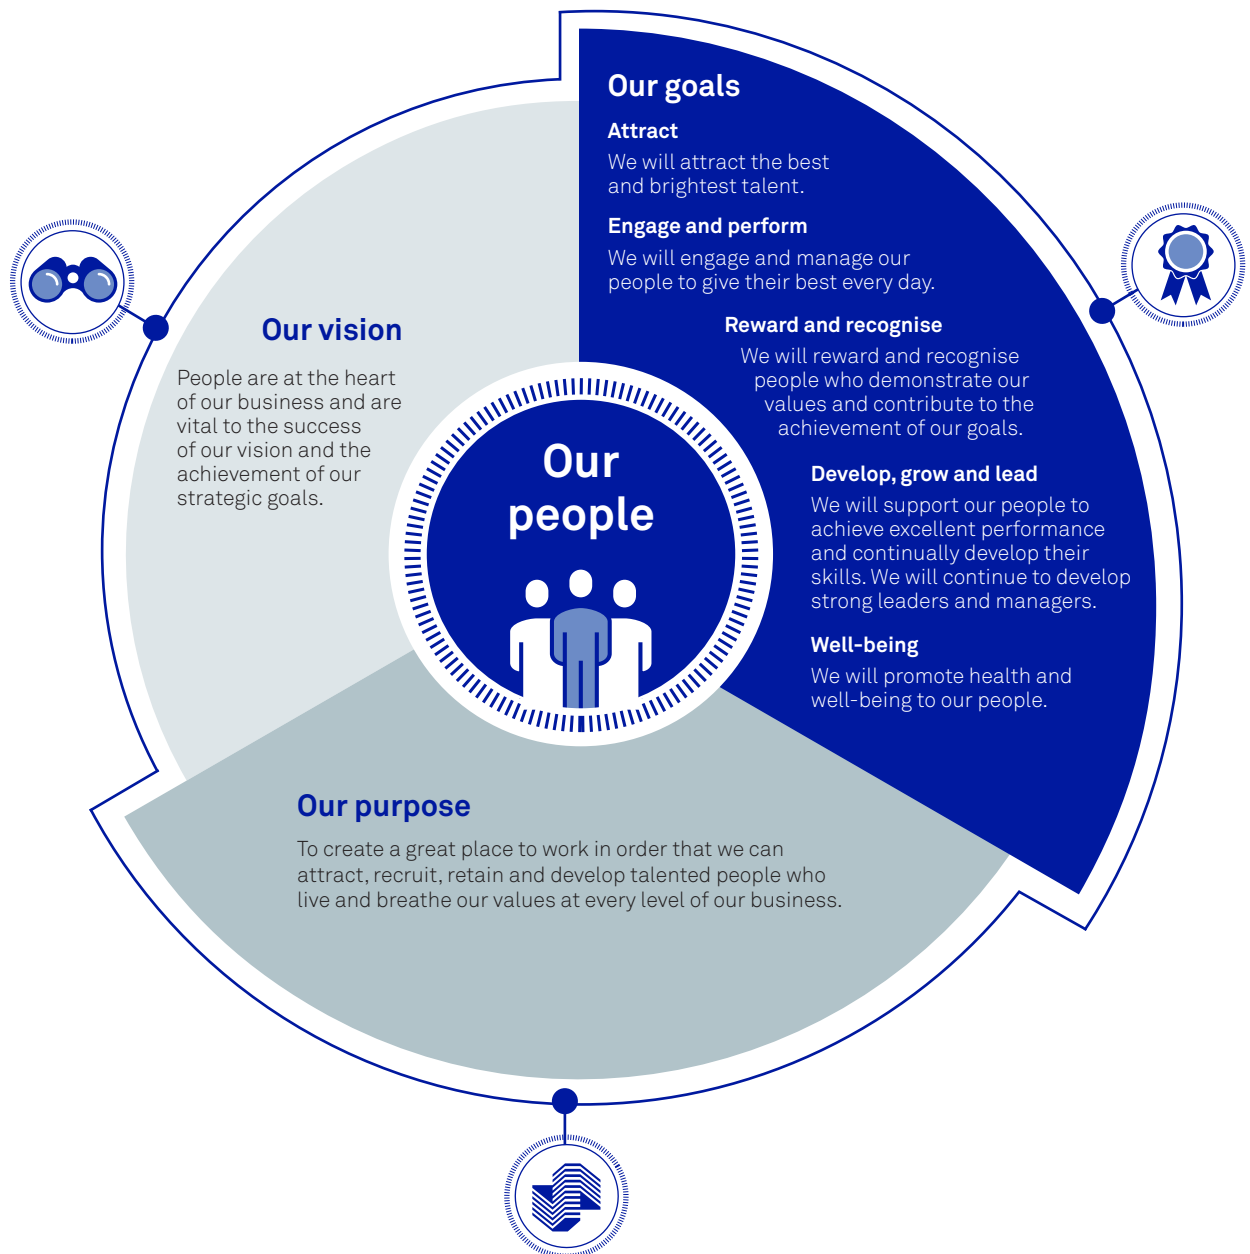 Our goals
Attract
We will attract the best
and brightest talent.
Engage and perform
We will engage and manage our
people to give their best every day.
Reward and recognise
We will reward and recognise
people who demonstrate our
values and contribute to the
achievement of our goals.
Develop, grow and lead
We will support our people to
achieve excellent performance
and continually develop their
skills. We will continue to develop
strong leaders and managers.
Well-being
We will promote health and
well-being to our people.
Our vision
People are at the heart
of our business and are
vital to the success
of our vision and the
achievement of our
strategic goals.
Our
people
Our purpose
To create a great place to work in order that we can
attract, recruit, retain and develop talented people who
live and breathe our values at every level of our business.